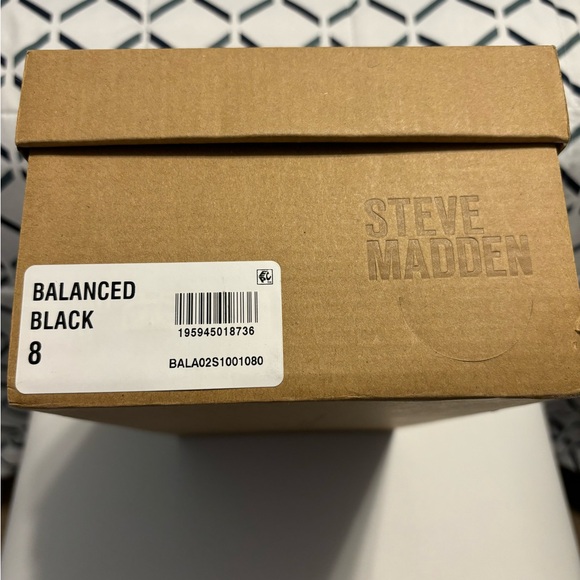 STEVE
MADDEN
BALANCED
BLACK
8
195945018736
BALA02S1001080